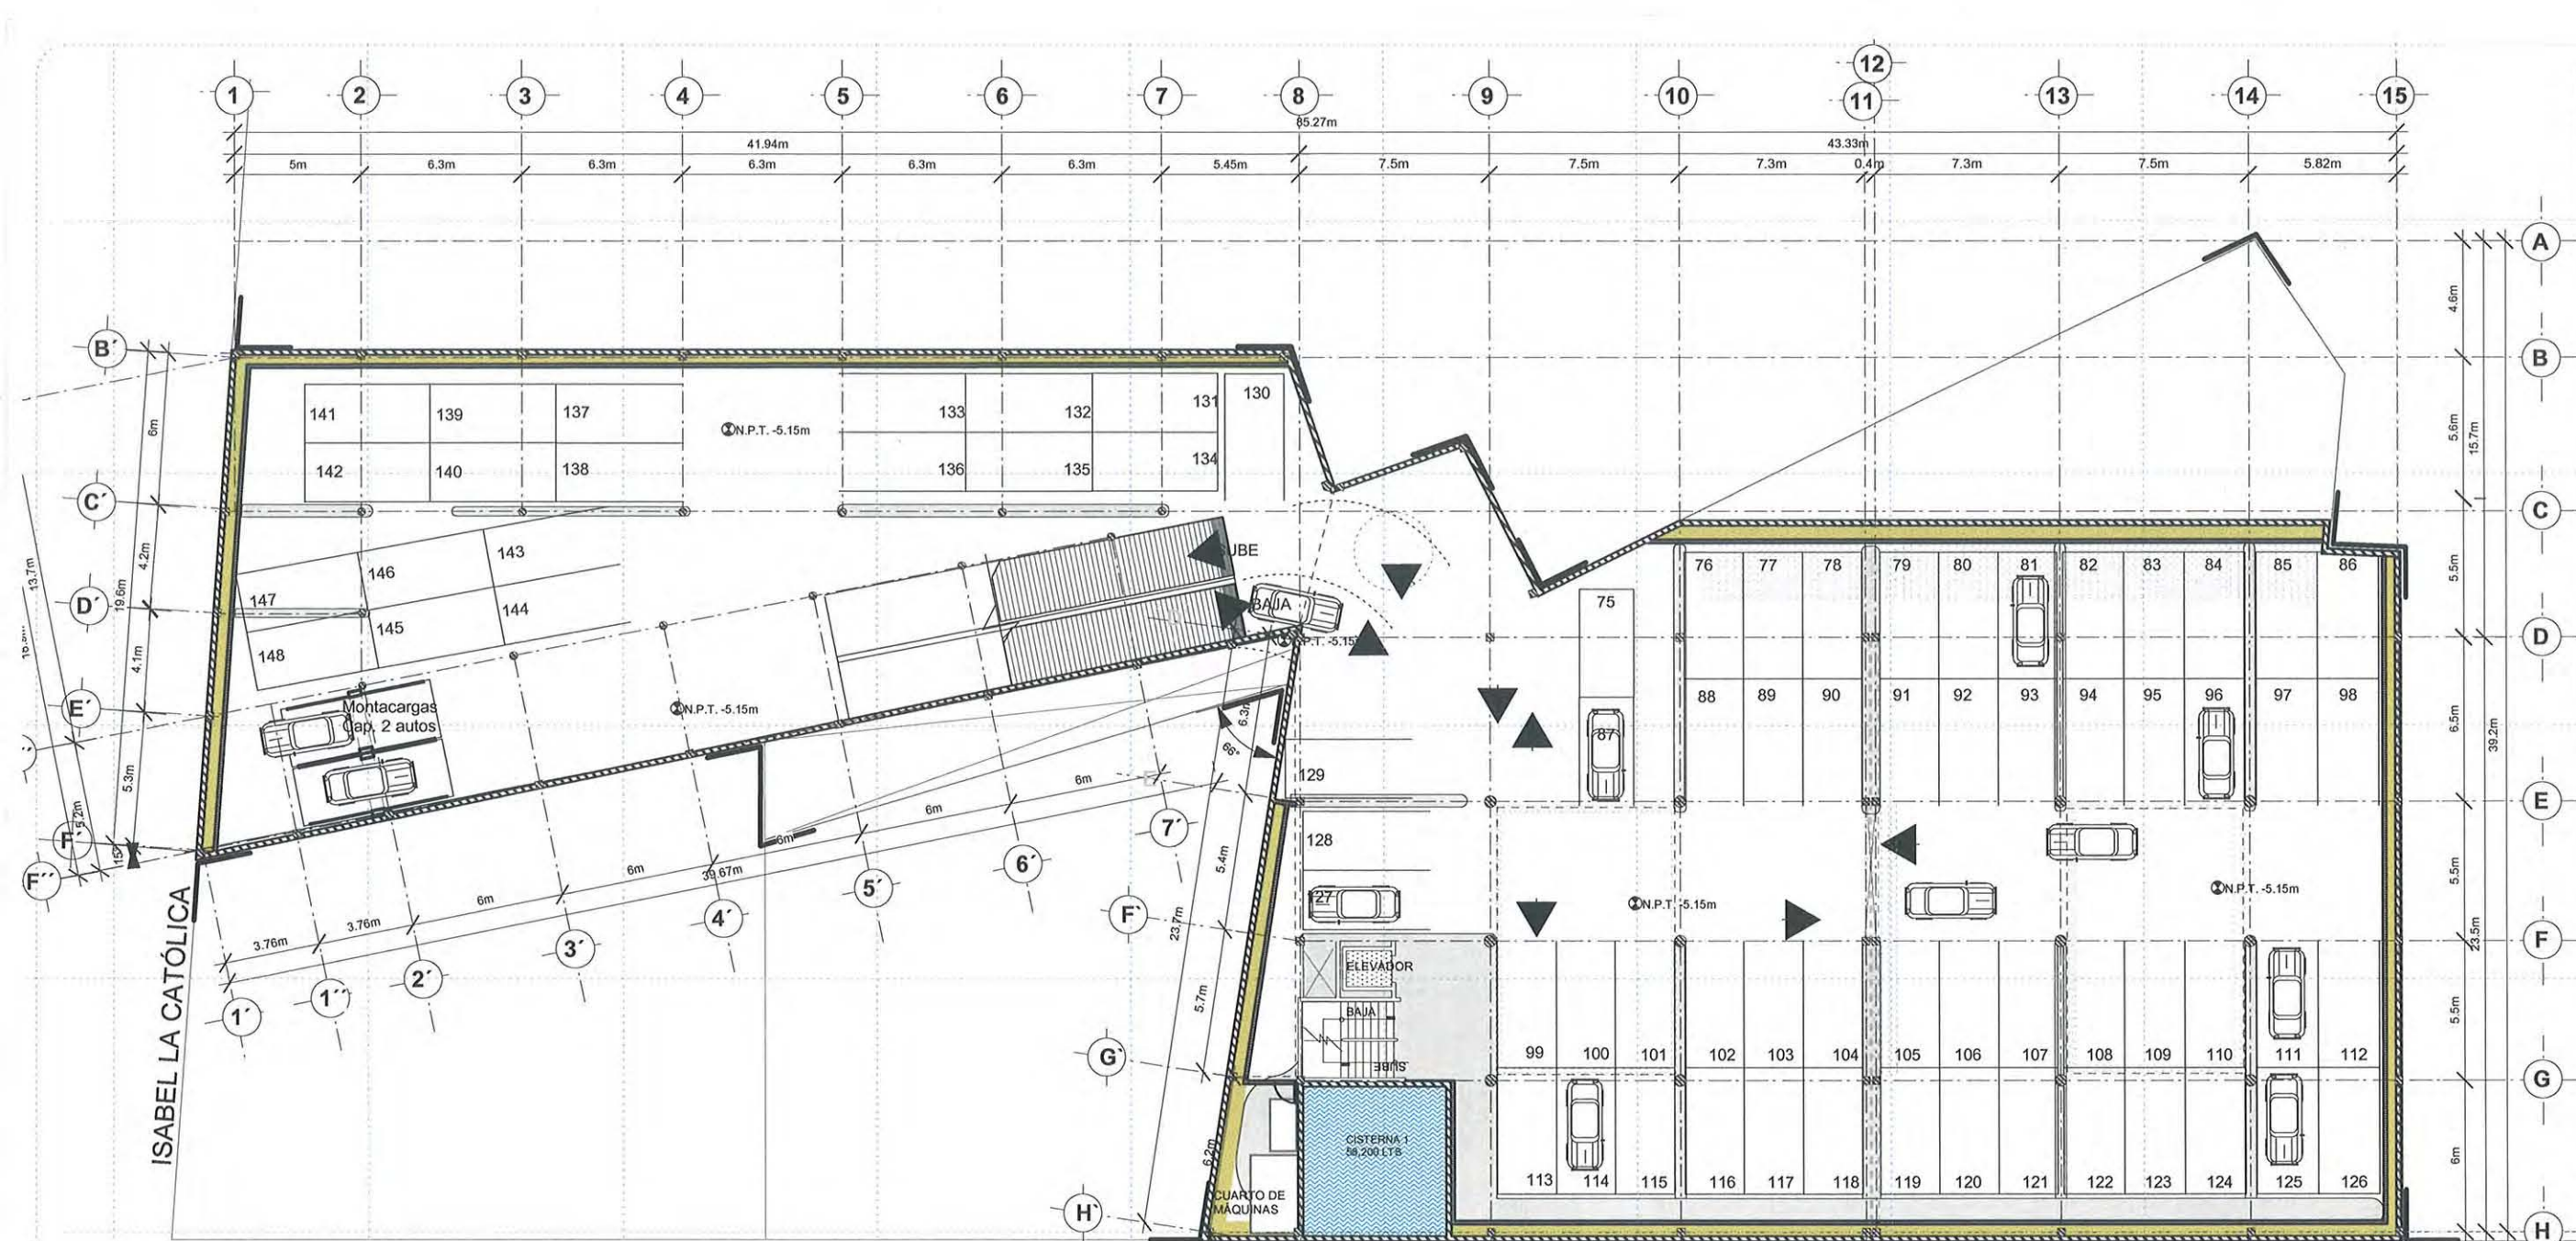 12
1 2 3 4 5 6 7 8 9 10 11 13 14 15
85.27m
41.94m 43.33m
5m 6.3m 6.3m 6.3m 6.3m 6.3m 5.45m 7.5m 7.5m 7.3m 0.4m 7.3m 7.5m 5.82m
A
4.6m
B´
B
141 139 137 133 132 131 130
N.P.T. -5.15m
6m
5.6m
15.7m
142 140 138 136 135 134
C´
C
143
SUBE
76 77 78 79 80 81 82 83 84 85 86
4.2m
13.7m
19.6m
146
5.5m
147
144
BAJA
75
D´
145
D
148
4.1m
88 89 90 91 92 93 94 95 96 97 98
E´
Montacargas
Cap. 2 autos
N.P.T. -5.15m
6.3m
66°
87
6.5m
39.2m
5.3m
129
6m
E
5.2m
6m
7´
128
F´´
6m
6m
39.67m
6´
5.4m
5.5m
127
N.P.T. -5.15m
N.P.T. -5.15m
5´
6m
3.76m
3.76m
4´
F`
23.7m
F
23.5m
3´
2´
1´´
1´
ELEVADOR
5.7m
BAJA
5.5m
G`
SUBE
99 100 101 102 103 104 105 106 107 108 109 110 111 112
G
ISABEL LA CATÓLICA
CISTERNA 1
58,200 LTS
6.2m
6m
113 114 115 116 117 118 119 120 121 122 123 124 125 126
CUARTO DE
MÁQUINAS
H`
H